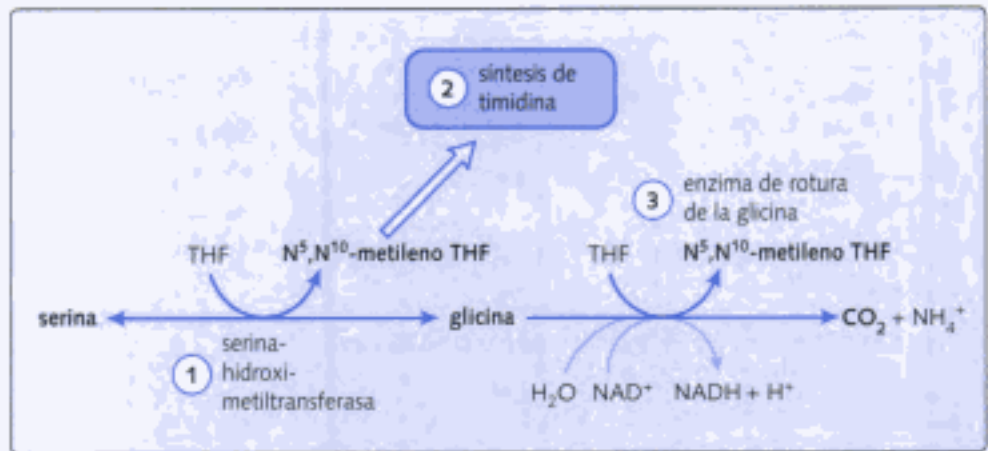 2 síntesis de
timidina
3 enzima de rotura
de la glicina
THF N⁵,N¹⁰-metileno THF THF N⁵,N¹⁰-metileno THF
serina glicina CO₂ + NH₄⁺
1 serina-
hidroxi-
metiltransferasa
H₂O NAD⁺ NADH + H⁺